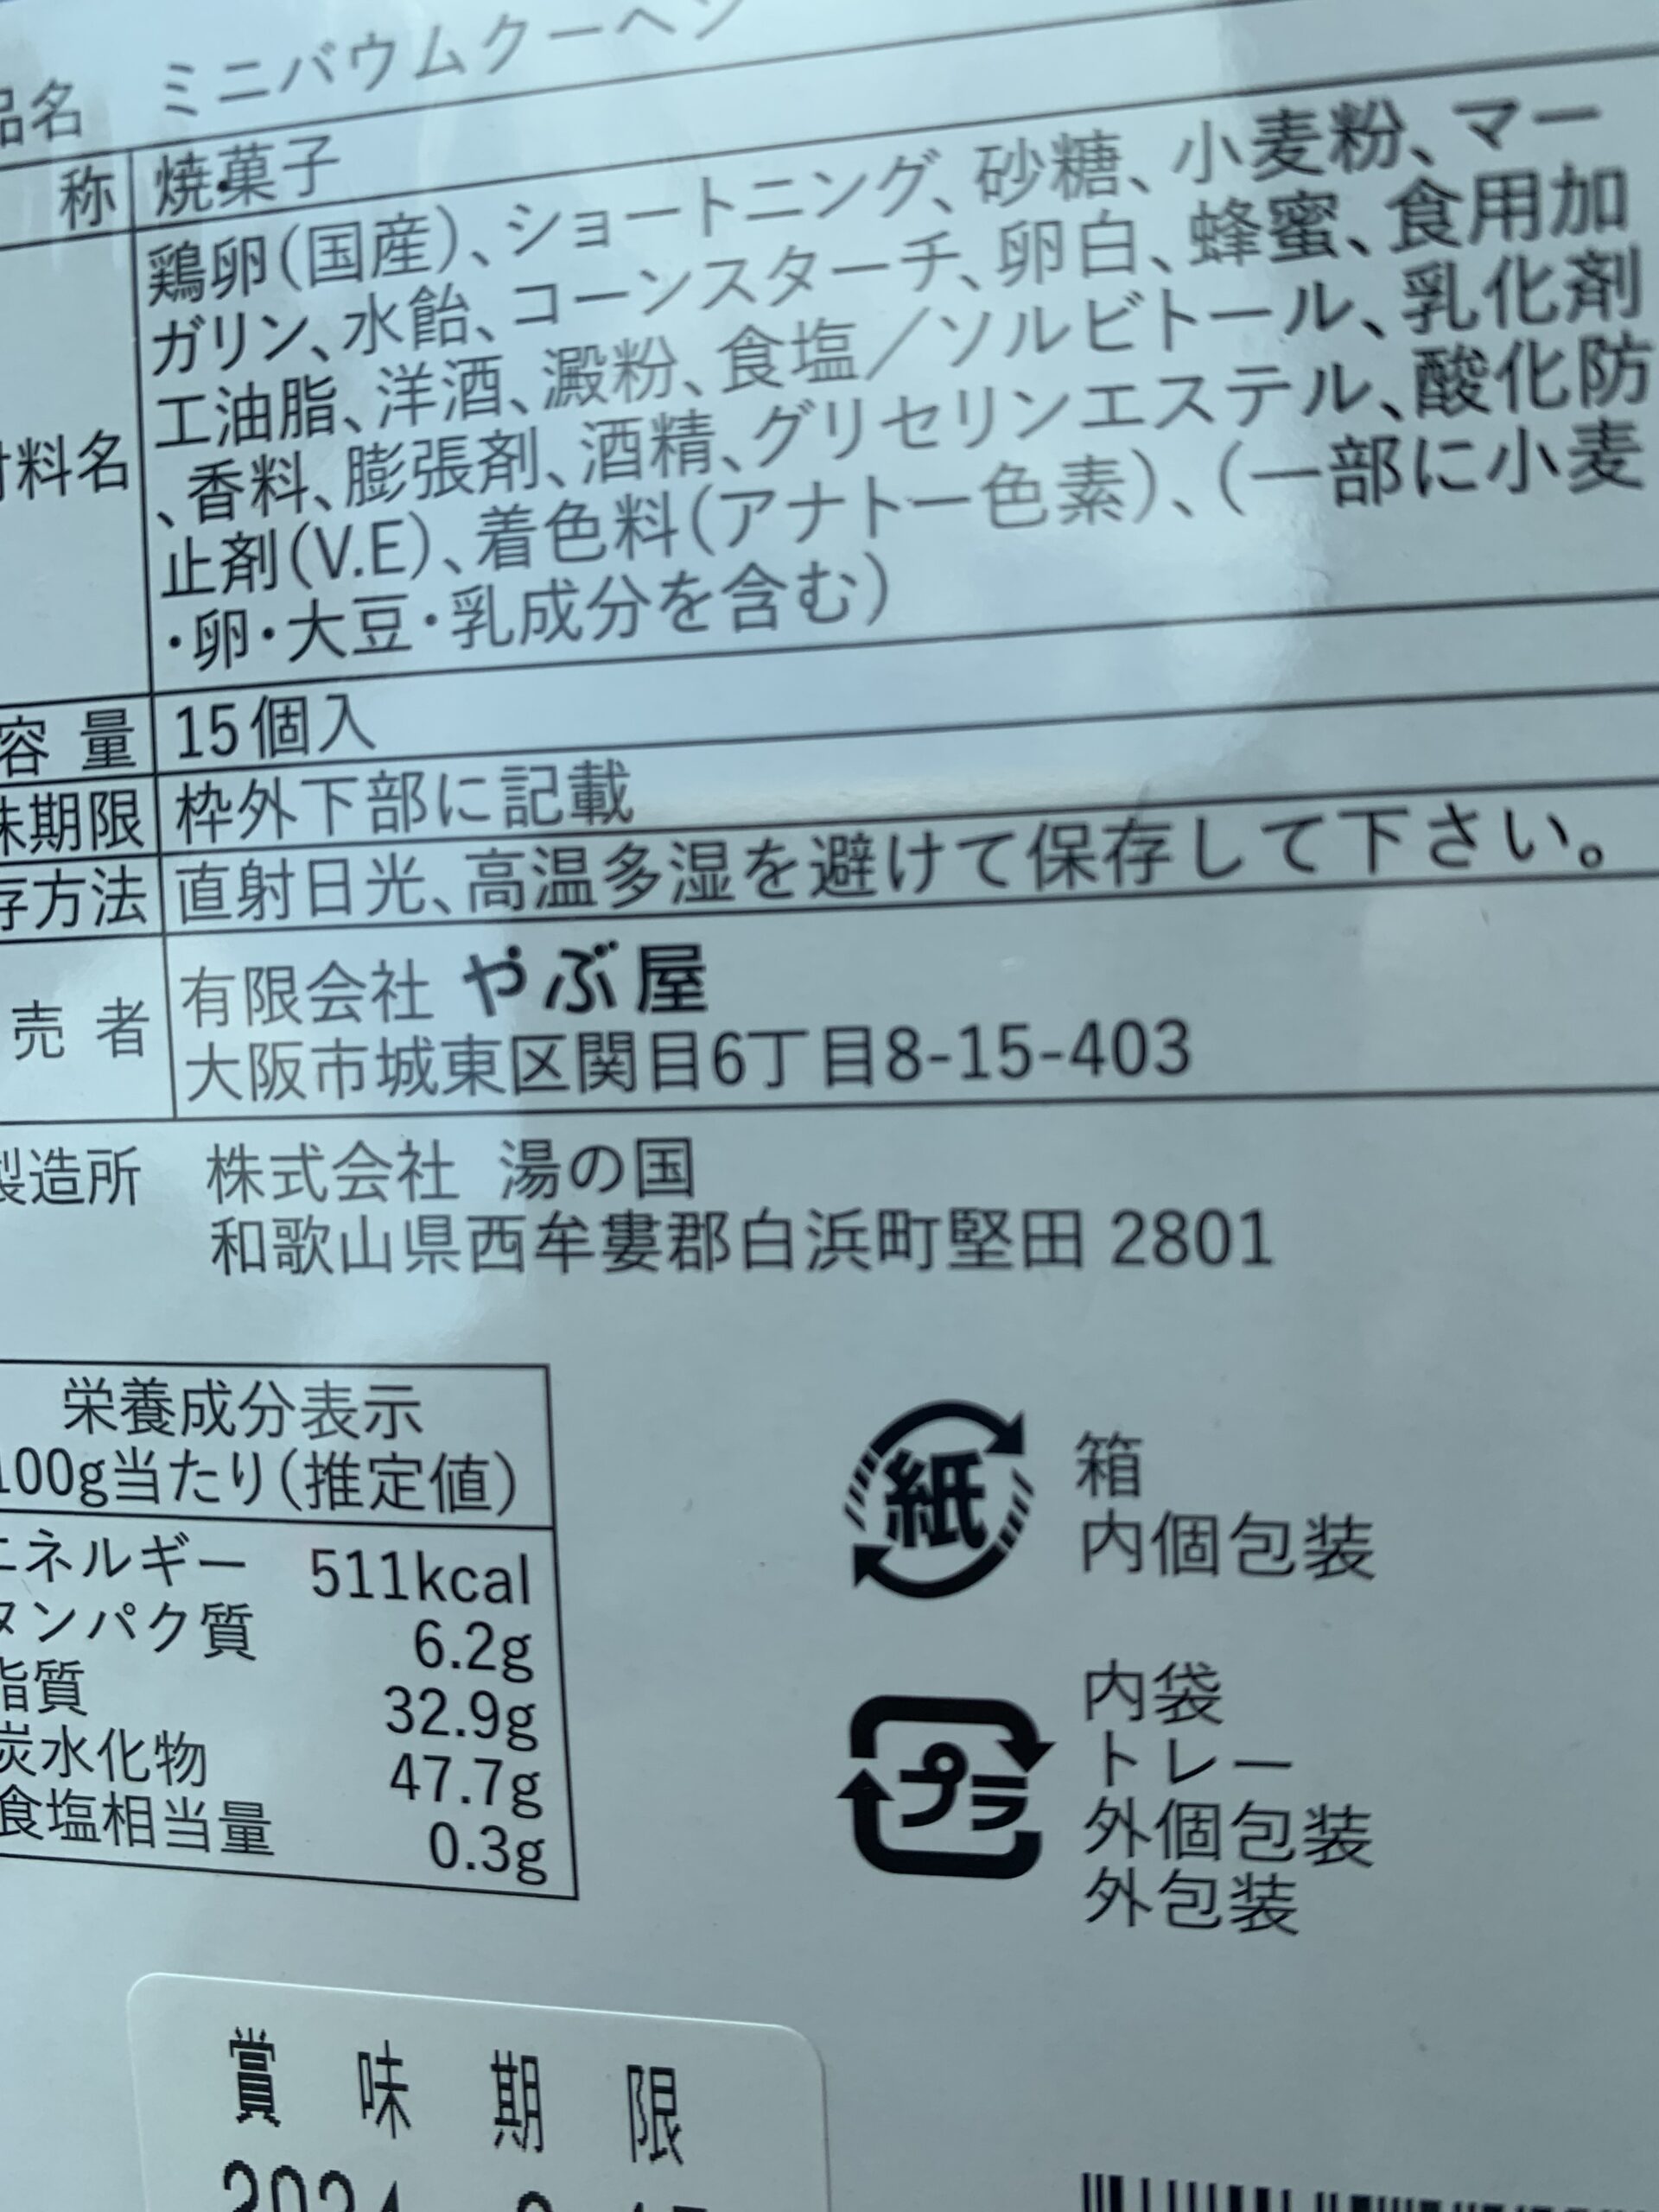 品名 ミニバウムクーヘン
称 焼菓子
鶏卵(国産)、ショートニング、砂糖、小麦粉、マー
ガリン、水飴、コーンスターチ、卵白、蜂蜜、食用加
工油脂、洋酒、澱粉、食塩／ソルビトール、乳化剤
材料名 、香料、膨張剤、酒精、グリセリンエステル、酸化防
止剤(V.E)、着色料(アナトー色素)、(一部に小麦
・卵・大豆・乳成分を含む)
容量 15個入
味期限 枠外下部に記載
存方法 直射日光、高温多湿を避けて保存して下さい。
売者 有限会社 やぶ屋
大阪市城東区関目6丁目8-15-403
製造所 株式会社 湯の国
和歌山県西牟婁郡白浜町堅田 2801
栄養成分表示
100g当たり(推定値)
エネルギー 511kcal
タンパク質 6.2g
脂質 32.9g
炭水化物 47.7g
食塩相当量 0.3g
紙
箱
内個包装
プラ
内袋
トレー
外個包装
外包装
賞味期限